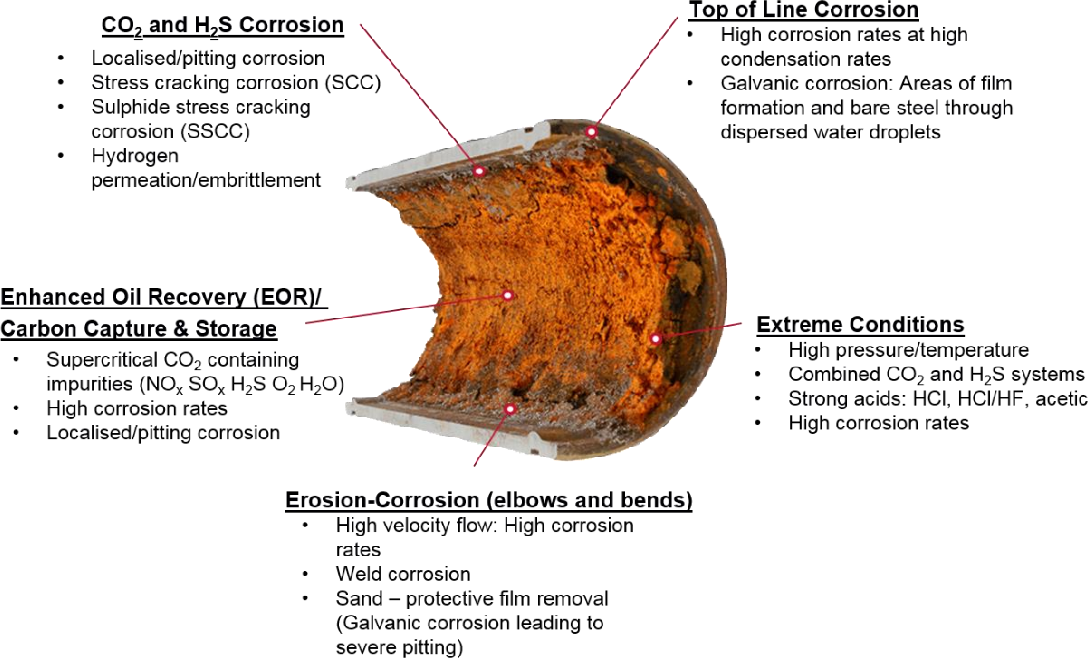 CO₂ and H₂S Corrosion
• Localised/pitting corrosion
• Stress cracking corrosion (SCC)
• Sulphide stress cracking
corrosion (SSCC)
• Hydrogen
permeation/embrittlement
Top of Line Corrosion
• High corrosion rates at high
condensation rates
• Galvanic corrosion: Areas of film
formation and bare steel through
dispersed water droplets
Enhanced Oil Recovery (EOR)/
Carbon Capture & Storage
• Supercritical CO₂ containing
impurities (NOₓ SOₓ H₂S O₂ H₂O)
• High corrosion rates
• Localised/pitting corrosion
Extreme Conditions
• High pressure/temperature
• Combined CO₂ and H₂S systems
• Strong acids: HCl, HCl/HF, acetic
• High corrosion rates
Erosion-Corrosion (elbows and bends)
• High velocity flow: High corrosion
rates
• Weld corrosion
• Sand – protective film removal
(Galvanic corrosion leading to
severe pitting)